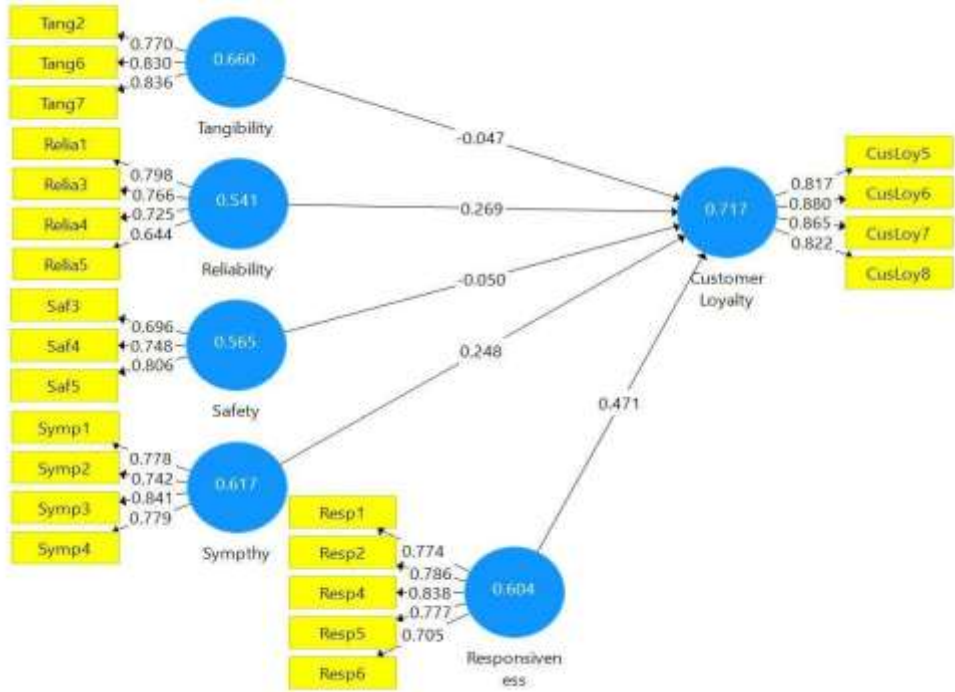 Tang2
Tang6
Tang7
0.770
0.830
0.836
0.660
Tangibility
Relia1
Relia3
Relia4
Relia5
0.798
0.766
0.725
0.644
0.541
Reliability
Saf3
Saf4
Saf5
0.696
0.748
0.806
0.565
Safety
Symp1
Symp2
Symp3
Symp4
0.778
0.742
0.841
0.779
0.617
Sympthy
Resp1
Resp2
Resp4
Resp5
Resp6
0.774
0.786
0.838
0.777
0.705
0.604
Responsiven
ess
-0.047
0.269
-0.050
0.248
0.471
0.717
Customer
Loyalty
0.817
0.880
0.865
0.822
CusLoy5
CusLoy6
CusLoy7
CusLoy8